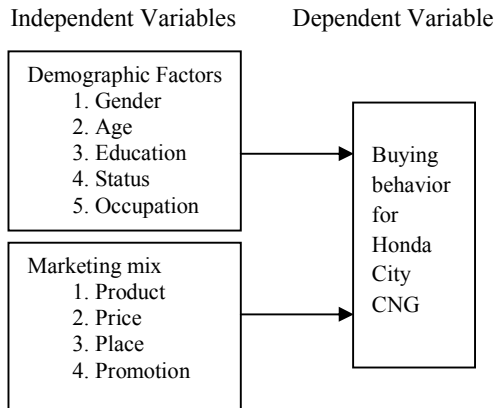 Independent Variables
Dependent Variable
Demographic Factors
1. Gender
2. Age
3. Education
4. Status
5. Occupation
Marketing mix
1. Product
2. Price
3. Place
4. Promotion
Buying
behavior
for
Honda
City
CNG